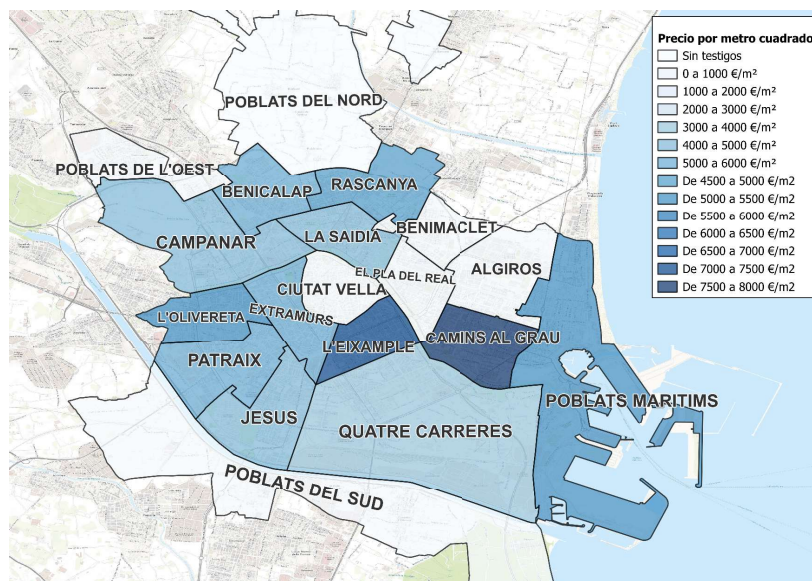 Precio por metro cuadrado
Sin testigos
0 a 1000 €/m²
1000 a 2000 €/m²
2000 a 3000 €/m²
3000 a 4000 €/m²
4000 a 5000 €/m²
5000 a 6000 €/m²
De 4500 a 5000 €/m2
De 5000 a 5500 €/m2
De 5500 a 6000 €/m2
De 6000 a 6500 €/m2
De 6500 a 7000 €/m2
De 7000 a 7500 €/m2
De 7500 a 8000 €/m2
POBLATS DEL NORD
POBLATS DE L'OEST
BENICALAP
RASCANYA
CAMPANAR
LA SAIDIA
BENIMACLET
EL PLA DEL REAL
ALGIROS
CIUTAT VELLA
L'OLIVERETA
EXTRAMURS
L'EIXAMPLE
CAMINS AL GRAU
PATRAIX
JESUS
QUATRE CARRERES
POBLATS MARITIMS
POBLATS DEL SUD